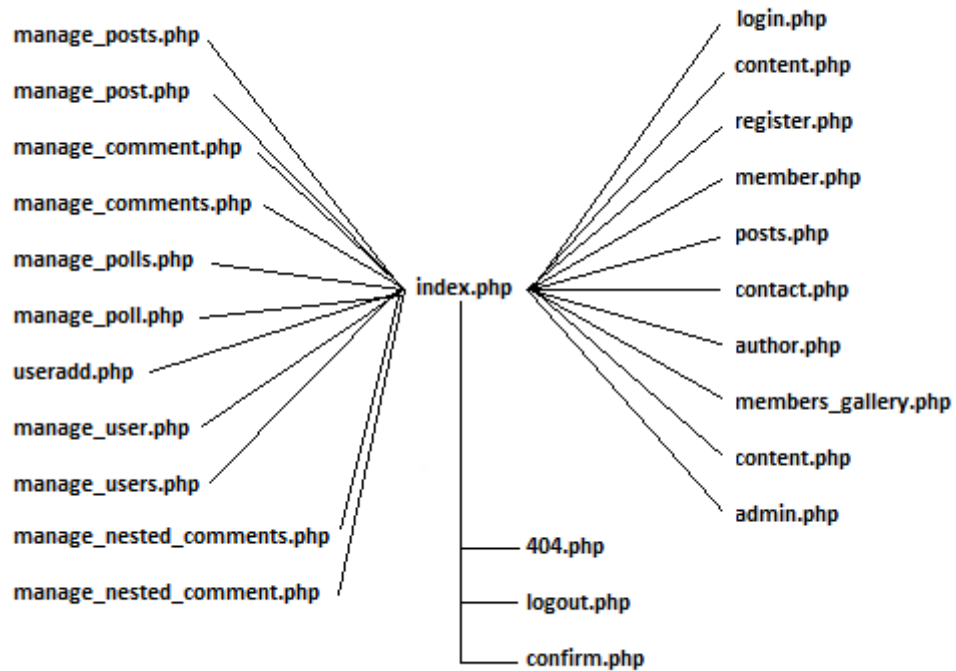 manage_posts.php
manage_post.php
manage_comment.php
manage_comments.php
manage_polls.php
manage_poll.php
useradd.php
manage_user.php
manage_users.php
manage_nested_comments.php
manage_nested_comment.php
index.php
404.php
logout.php
confirm.php
login.php
content.php
register.php
member.php
posts.php
contact.php
author.php
members_gallery.php
content.php
admin.php